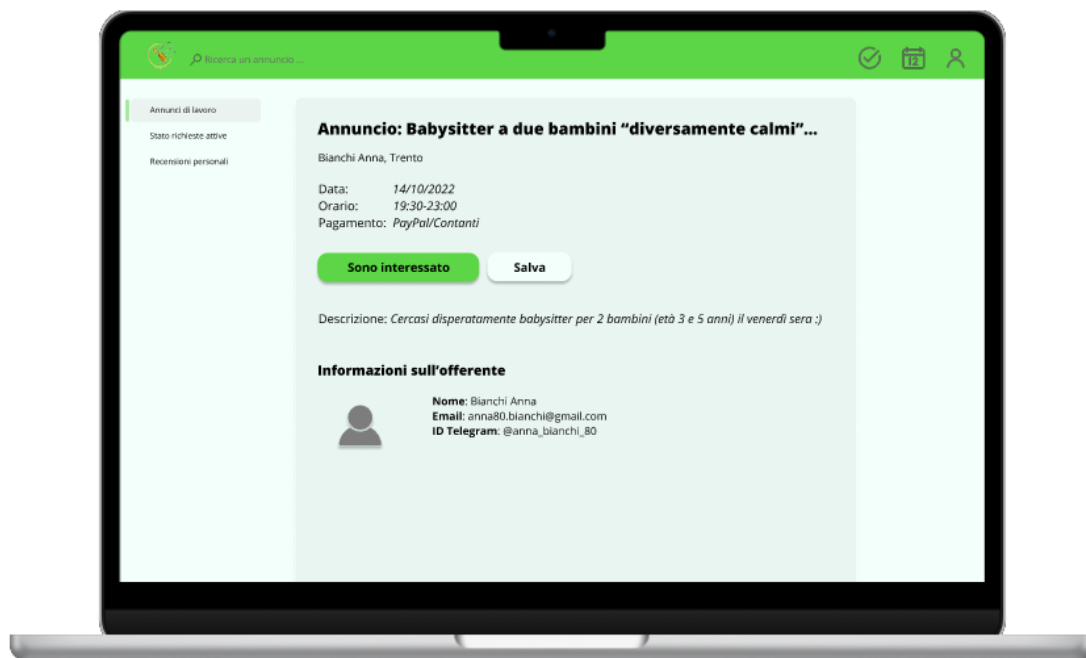 Ricerca un annuncio ...
12
Annunci di lavoro
Stato richieste attive
Recensioni personali
Annuncio: Babysitter a due bambini “diversamente calmi”...
Bianchi Anna, Trento
Data: 14/10/2022
Orario: 19:30-23:00
Pagamento: PayPal/Contanti
Sono interessato Salva
Descrizione: Cercasi disperatamente babysitter per 2 bambini (età 3 e 5 anni) il venerdì sera :)
Informazioni sull’offerente
Nome: Bianchi Anna
Email: anna80.bianchi@gmail.com
ID Telegram: @anna_bianchi_80